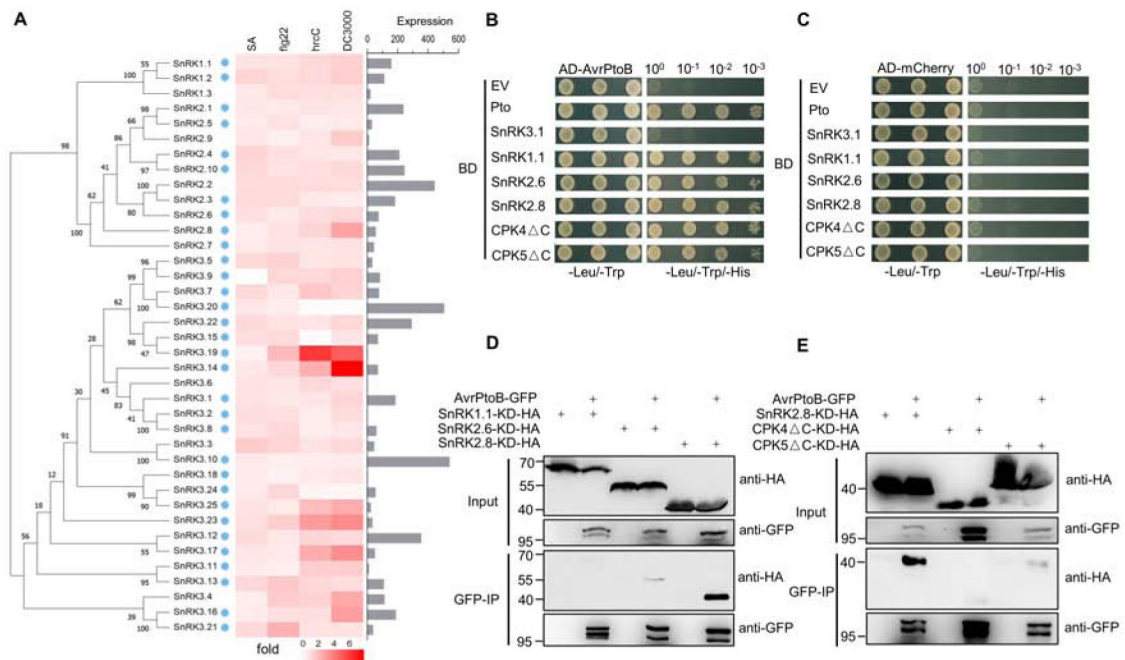 A
SA
flg22
hrcC
DC3000
Expression
0 200 400 600
SnRK1.1
SnRK1.2
SnRK1.3
SnRK2.1
SnRK2.5
SnRK2.9
SnRK2.4
SnRK2.10
SnRK2.2
SnRK2.3
SnRK2.6
SnRK2.8
SnRK2.7
SnRK3.5
SnRK3.9
SnRK3.7
SnRK3.20
SnRK3.22
SnRK3.15
SnRK3.19
SnRK3.14
SnRK3.6
SnRK3.1
SnRK3.2
SnRK3.8
SnRK3.3
SnRK3.10
SnRK3.18
SnRK3.24
SnRK3.25
SnRK3.23
SnRK3.12
SnRK3.17
SnRK3.11
SnRK3.13
SnRK3.4
SnRK3.16
SnRK3.21
55
100
98
98
66
86
41
97
100
62
80
100
96
99
62
100
98
28
47
45
83
30
41
100
91
100
12
99
90
18
56
55
95
39
100
fold 0 2 4 6
B
AD-AvrPtoB 10⁰ 10⁻¹ 10⁻² 10⁻³
BD
EV
Pto
SnRK3.1
SnRK1.1
SnRK2.6
SnRK2.8
CPK4△C
CPK5△C
-Leu/-Trp -Leu/-Trp/-His
C
AD-mCherry 10⁰ 10⁻¹ 10⁻² 10⁻³
BD
EV
Pto
SnRK3.1
SnRK1.1
SnRK2.6
SnRK2.8
CPK4△C
CPK5△C
-Leu/-Trp -Leu/-Trp/-His
D
AvrPtoB-GFP + + +
SnRK1.1-KD-HA + +
SnRK2.6-KD-HA + +
SnRK2.8-KD-HA + +
Input
70
55
40
anti-HA
95
anti-GFP
GFP-IP
70
55
40
anti-HA
95
anti-GFP
E
AvrPtoB-GFP + + +
SnRK2.8-KD-HA + +
CPK4△C-KD-HA + +
CPK5△C-KD-HA + +
Input
40
anti-HA
95
anti-GFP
GFP-IP
40
anti-HA
95
anti-GFP